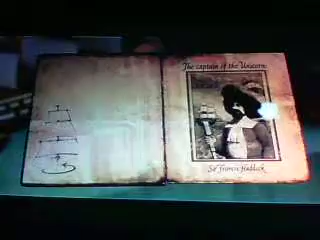 The captain of the Unicorn
Sir Francis Haddock